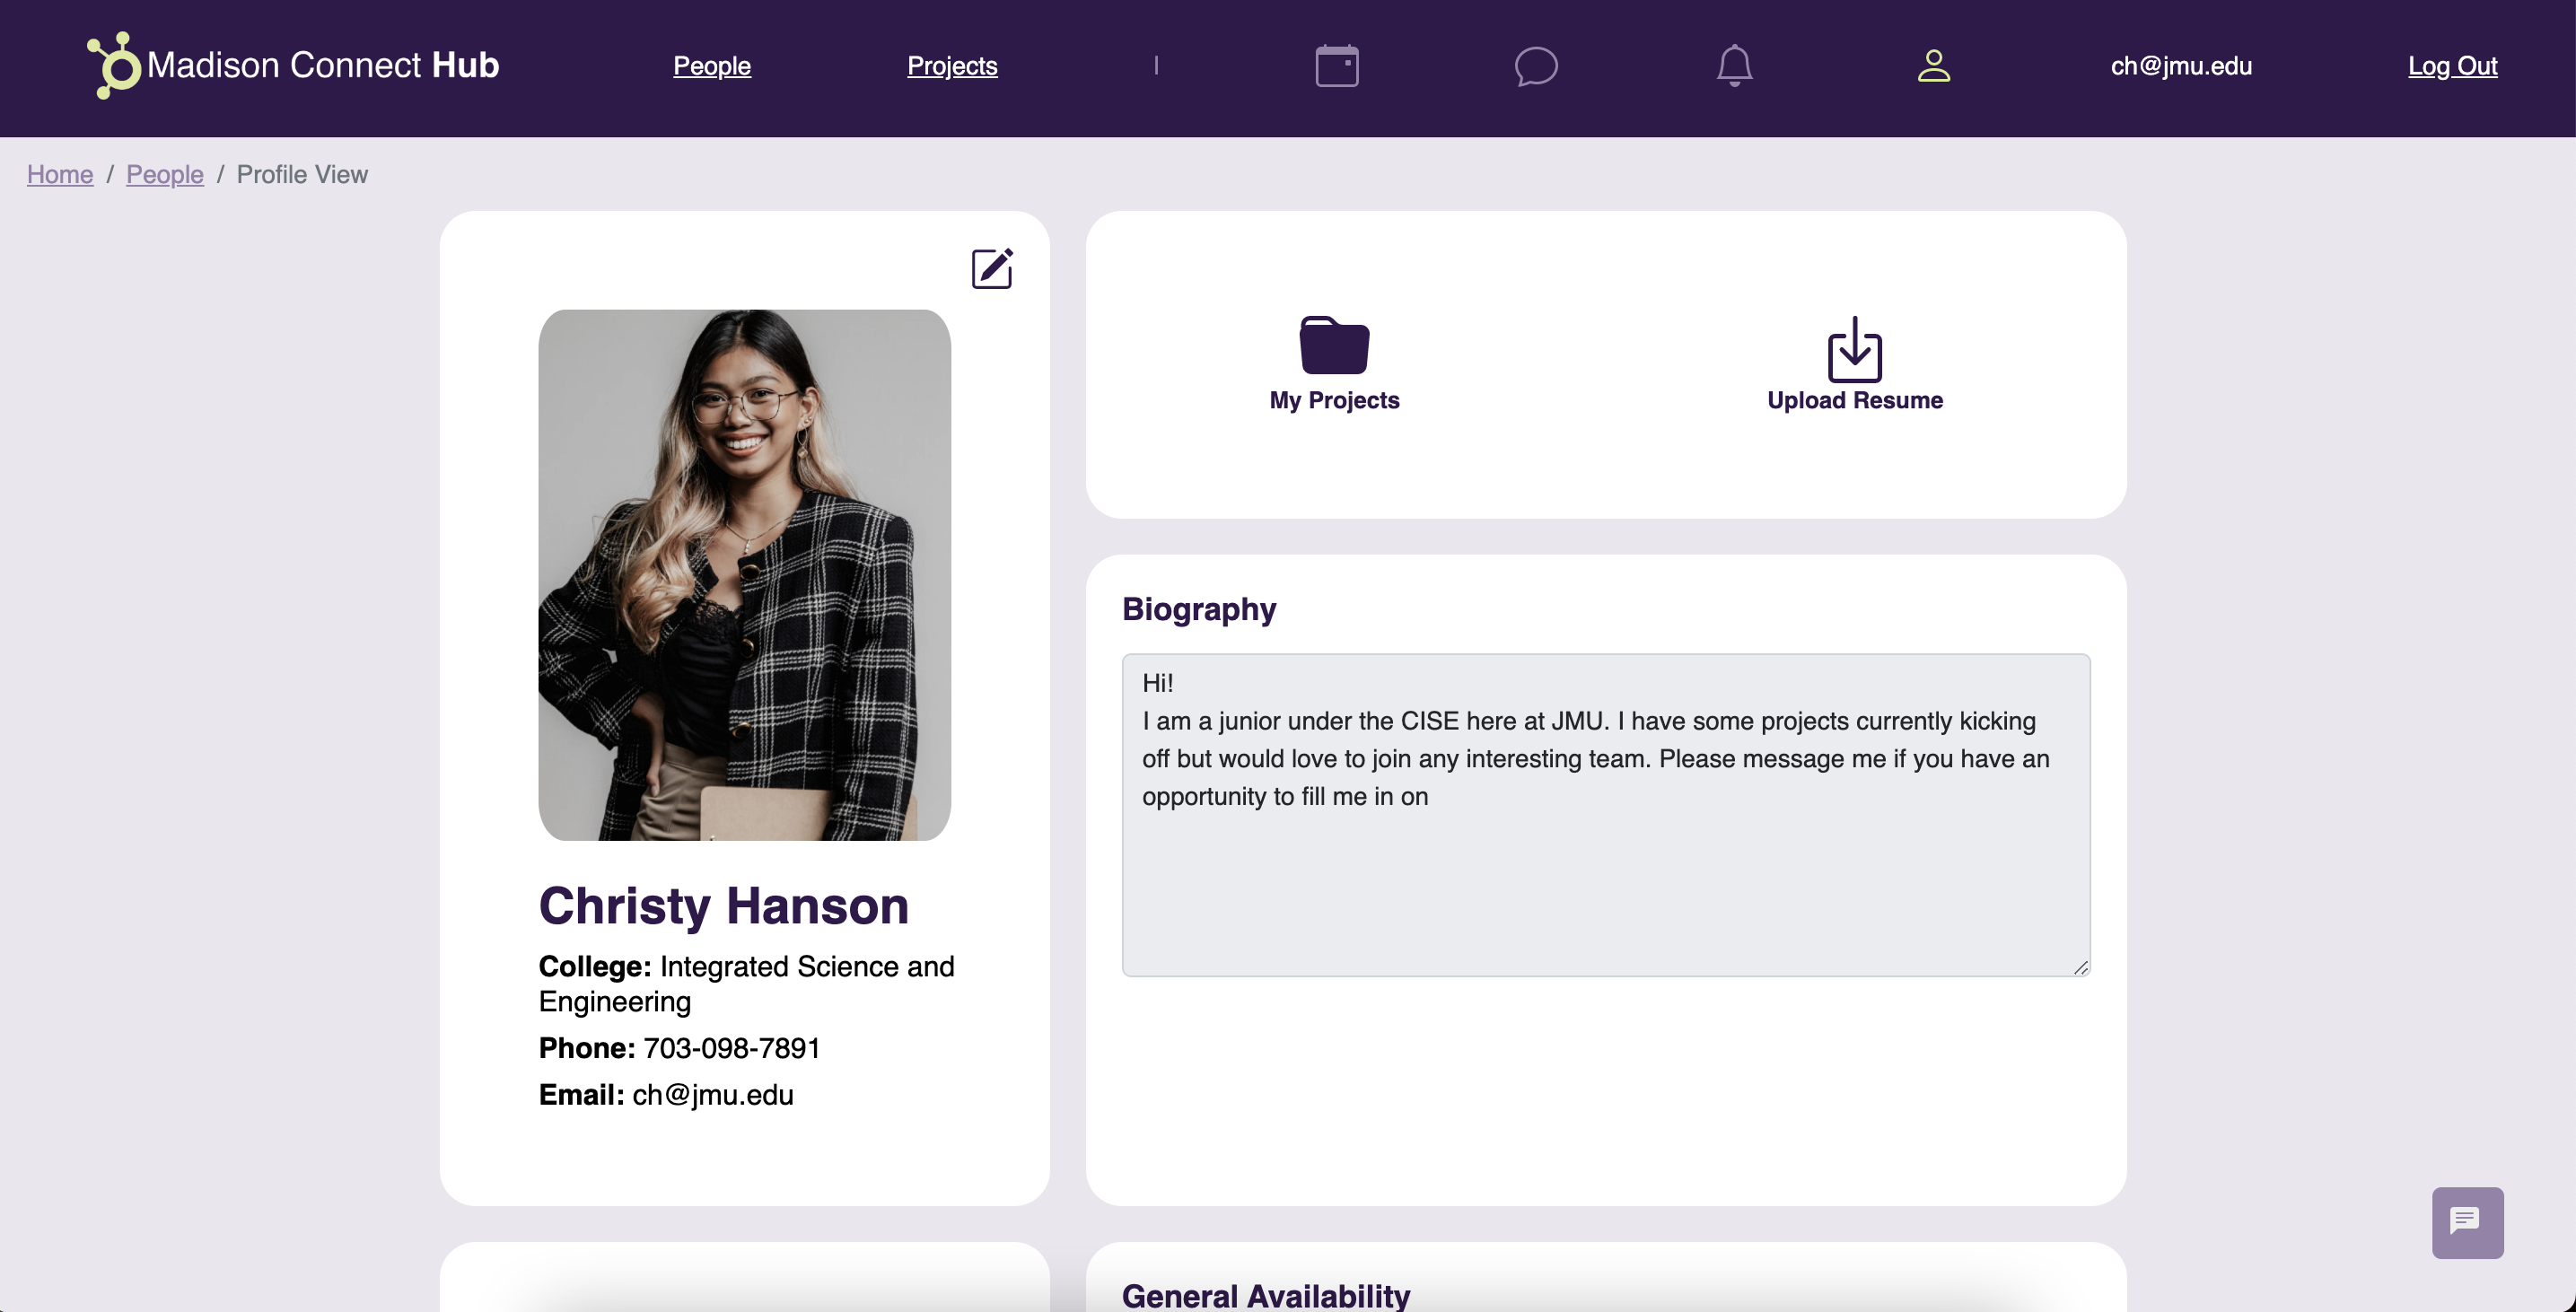 Madison Connect Hub
People
Projects
|
ch@jmu.edu
Log Out
Home / People / Profile View
My Projects
Upload Resume
Christy Hanson
College: Integrated Science and
Engineering
Phone: 703-098-7891
Email: ch@jmu.edu
Biography
Hi!
I am a junior under the CISE here at JMU. I have some projects currently kicking
off but would love to join any interesting team. Please message me if you have an
opportunity to fill me in on
General Availability